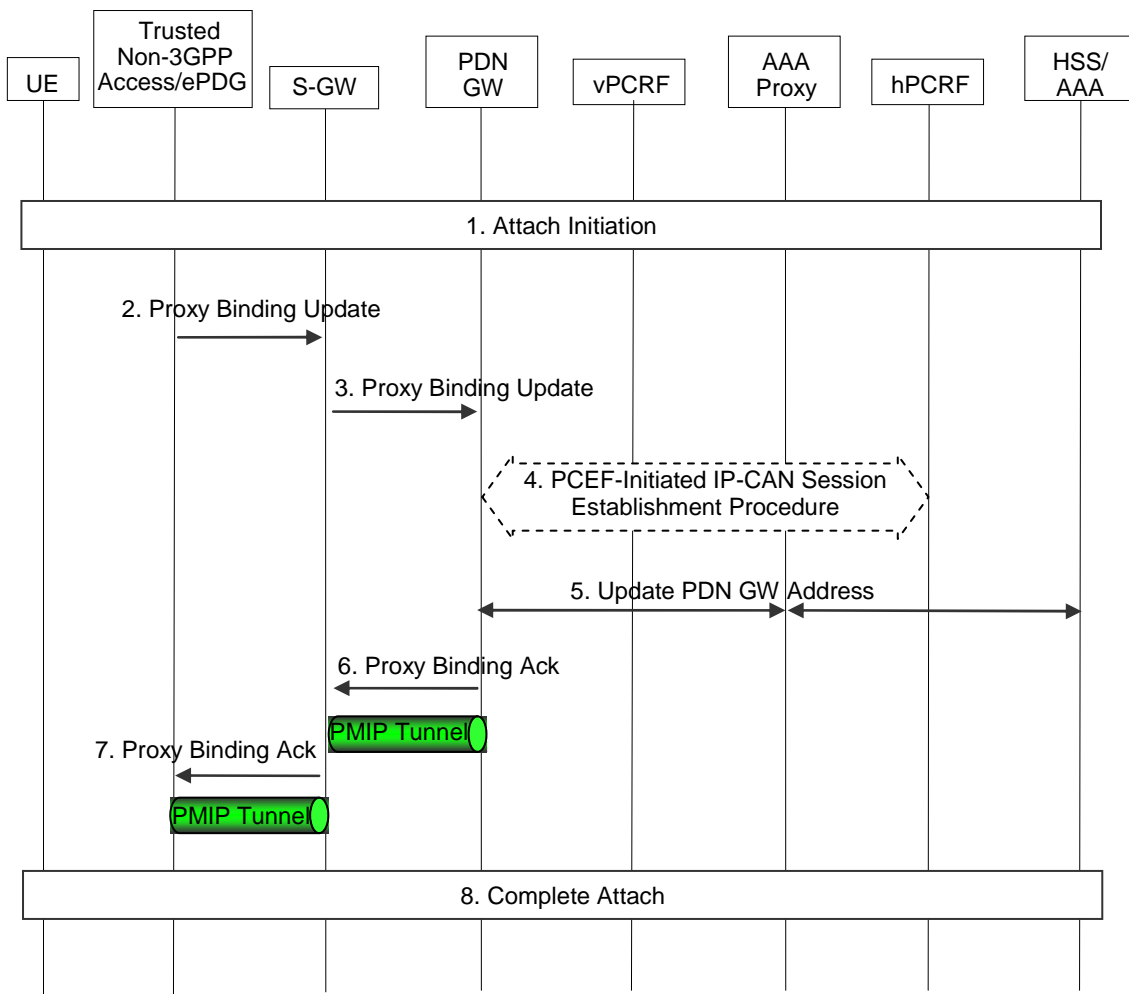 UE
Trusted
Non-3GPP
Access/ePDG
S-GW
PDN
GW
vPCRF
AAA
Proxy
hPCRF
HSS/
AAA
1. Attach Initiation
2. Proxy Binding Update
3. Proxy Binding Update
4. PCEF-Initiated IP-CAN Session
Establishment Procedure
5. Update PDN GW Address
6. Proxy Binding Ack
PMIP Tunnel
7. Proxy Binding Ack
PMIP Tunnel
8. Complete Attach